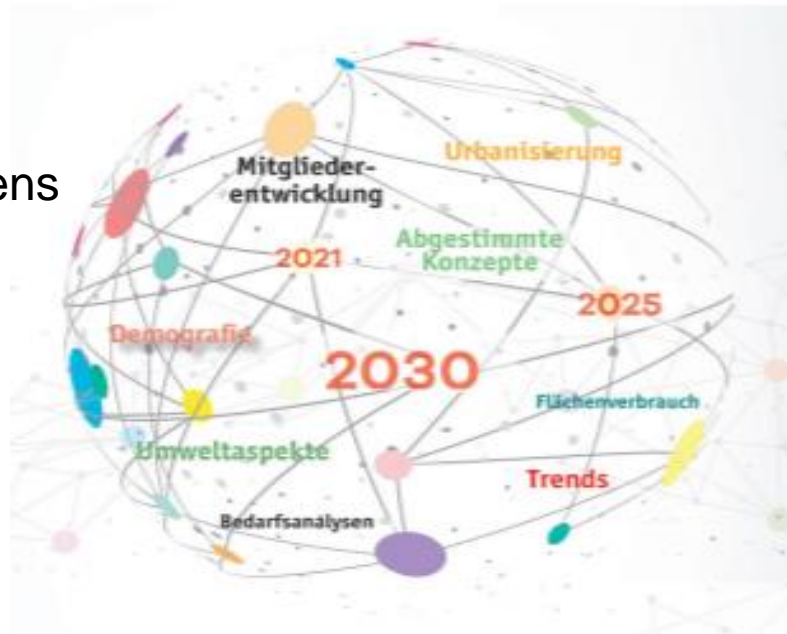 ens
Urbanisierung
Mitglieder-
entwicklung
Abgestimmte
Konzepte
2021
2025
Demografie
2030
Flächenverbrauch
Umweltaspekte
Trends
Bedarfsanalysen